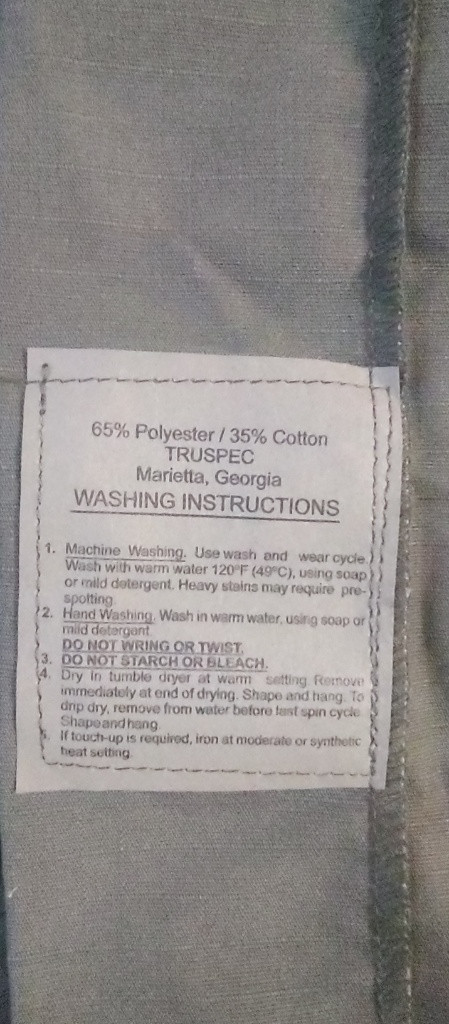 65% Polyester / 35% Cotton
TRUSPEC
Marietta, Georgia
WASHING INSTRUCTIONS
1. Machine Washing. Use wash and wear cycle.
Wash with warm water 120°F (49°C), using soap
or mild detergent. Heavy stains may require pre-
spotting.
2. Hand Washing. Wash in warm water, using soap or
mild detergent.
DO NOT WRING OR TWIST.
3. DO NOT STARCH OR BLEACH.
4. Dry in tumble dryer at warm setting Remove
immediately at end of drying. Shape and hang. To
drip dry, remove from water before last spin cycle.
Shape and hang.
5. If touch-up is required, iron at moderate or synthetic
heat setting.